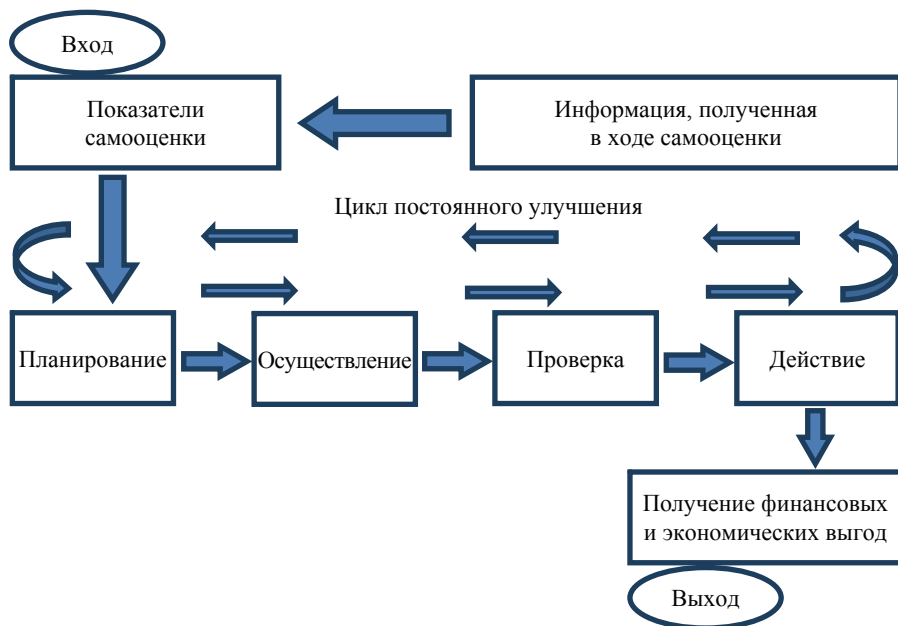 Вход
Показатели
самооценки
Информация, полученная
в ходе самооценки
Цикл постоянного улучшения
Планирование
Осуществление
Проверка
Действие
Получение финансовых
и экономических выгод
Выход